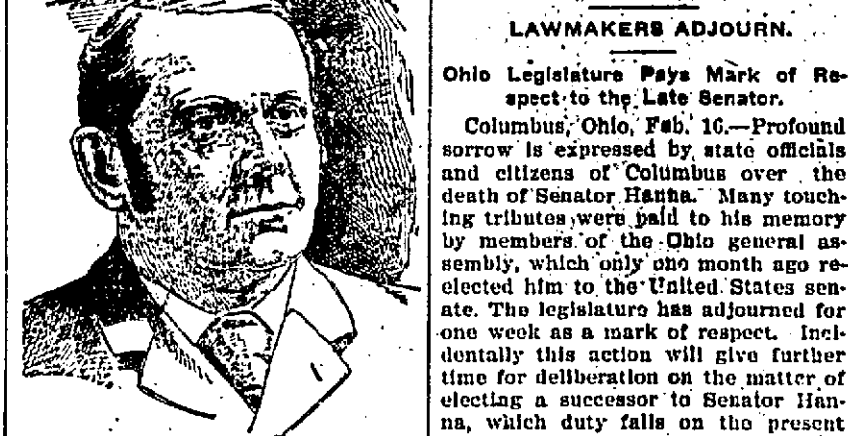 LAWMAKERS ADJOURN.
Ohio Legislature Pays Mark of Re-
spect to the Late Senator.
Columbus, Ohio, Feb. 16.—Profound
sorrow is expressed by state officials
and citizens of Columbus over the
death of Senator Hanna. Many touch-
ing tributes were paid to his memory
by members of the Ohio general as-
sembly, which only one month ago re-
elected him to the United States sen-
ate. The legislature has adjourned for
one week as a mark of respect. Inci-
dentally this action will give further
time for deliberation on the matter of
electing a successor to Senator Han-
na, which duty falls on the present